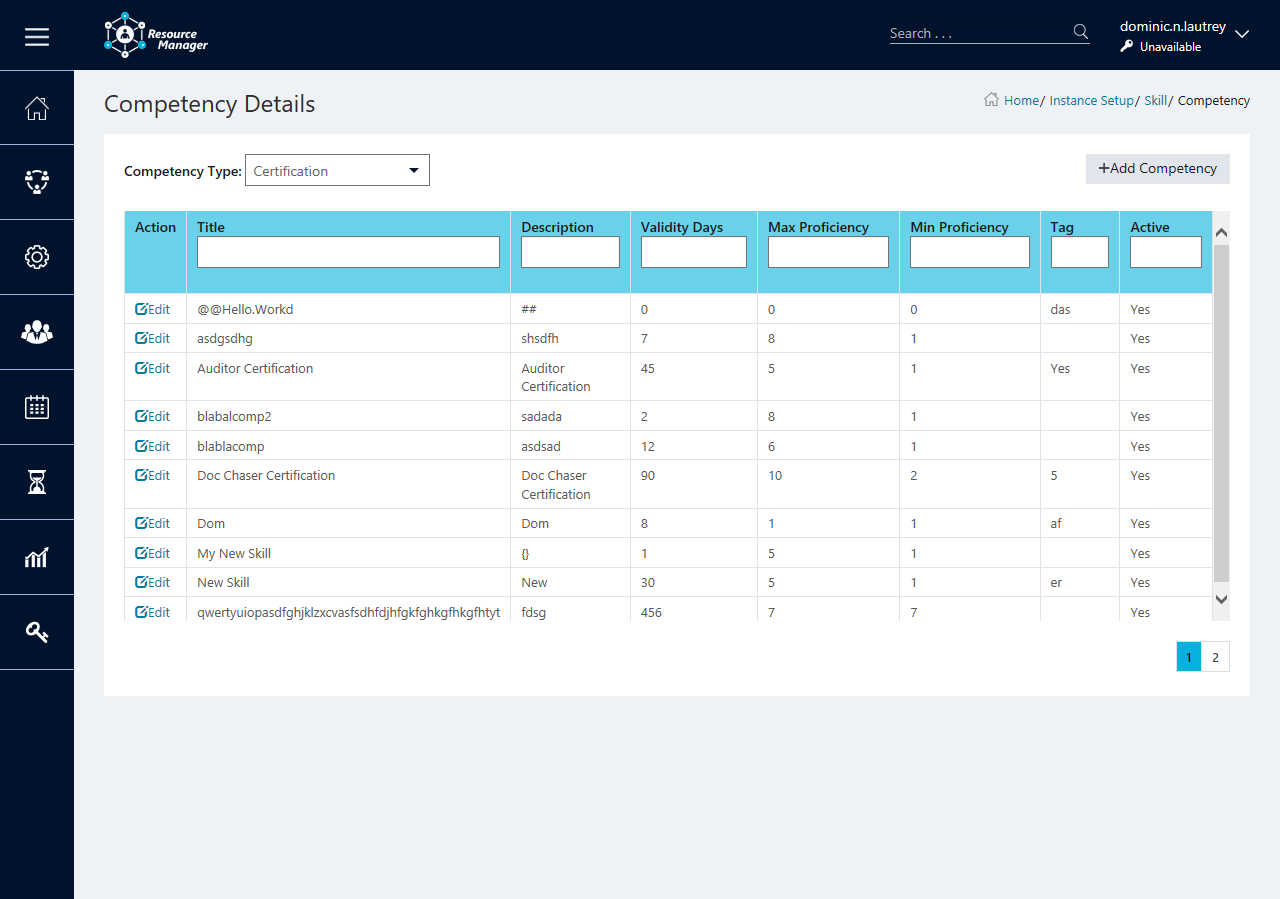 Resource
Manager
Search . . .
dominic.n.lautrey
Unavailable
Competency Details
Home/ Instance Setup/ Skill/ Competency
Competency Type: Certification
+Add Competency
Action Title Description Validity Days Max Proficiency Min Proficiency Tag Active
Edit @@Hello.Workd ## 0 0 0 das Yes
Edit asdgsdhg shsdfh 7 8 1 Yes
Edit Auditor Certification Auditor 45 5 1 Yes Yes
Certification
Edit blabalcomp2 sadada 2 8 1 Yes
Edit blablacomp asdsad 12 6 1 Yes
Edit Doc Chaser Certification Doc Chaser 90 10 2 5 Yes
Certification
Edit Dom Dom 8 1 1 af Yes
Edit My New Skill {} 1 5 1 Yes
Edit New Skill New 30 5 1 er Yes
Edit qwertyuiopasdfghjklzxcvasfsdhfdjhfgkfghkgfhkgfhtyt fdsg 456 7 7 Yes
1 2